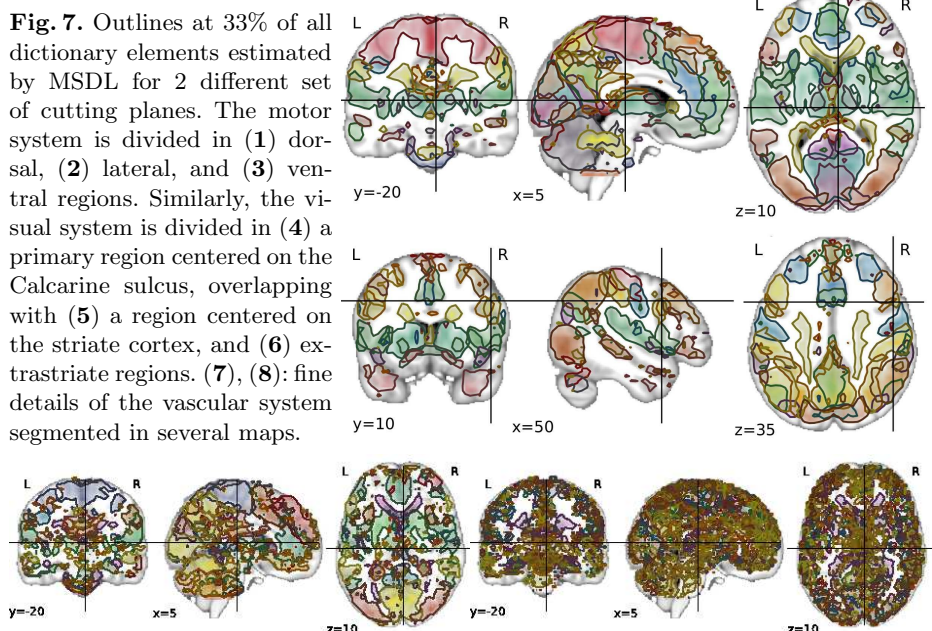 Fig. 7. Outlines at 33% of all
dictionary elements estimated
by MSDL for 2 different set
of cutting planes. The motor
system is divided in (1) dor-
sal, (2) lateral, and (3) ven-
tral regions. Similarly, the vi-
sual system is divided in (4) a
primary region centered on the
Calcarine sulcus, overlapping
with (5) a region centered on
the striate cortex, and (6) ex-
trastriate regions. (7), (8): fine
details of the vascular system
segmented in several maps.
L R L R
y=-20 x=5 z=10
L R L R
y=10 x=50 z=35
L R L R L R L R
y=-20 x=5 z=10 y=-20 x=5 z=10